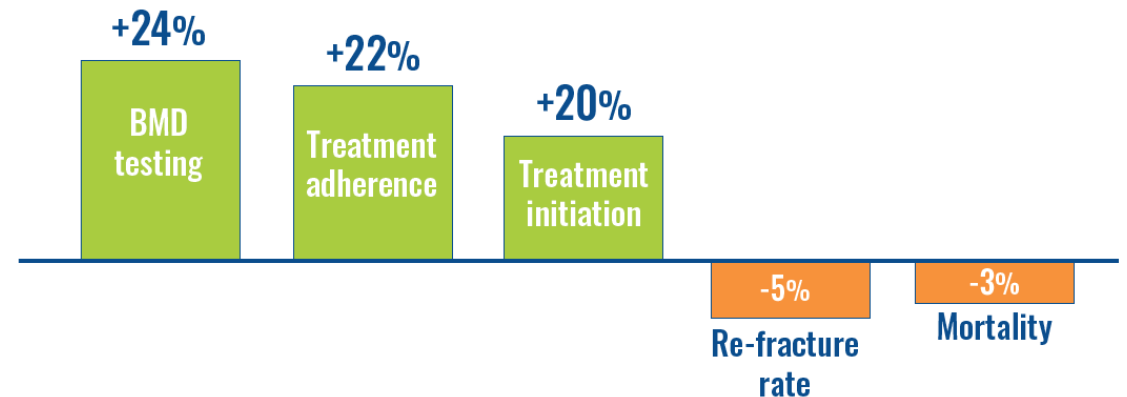 +24%
BMD
testing
+22%
Treatment
adherence
+20%
Treatment
initiation
-5%
Re-fracture
rate
-3%
Mortality